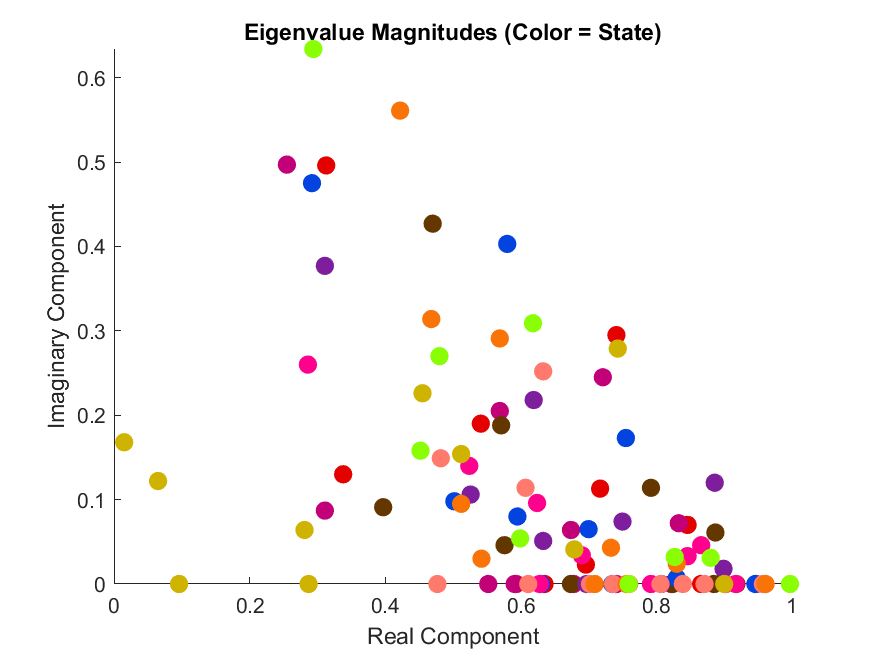 Eigenvalue Magnitudes (Color = State)
0.6
0.5
0.4
0.3
0.2
0.1
0
Imaginary Component
0 0.2 0.4 0.6 0.8 1
Real Component